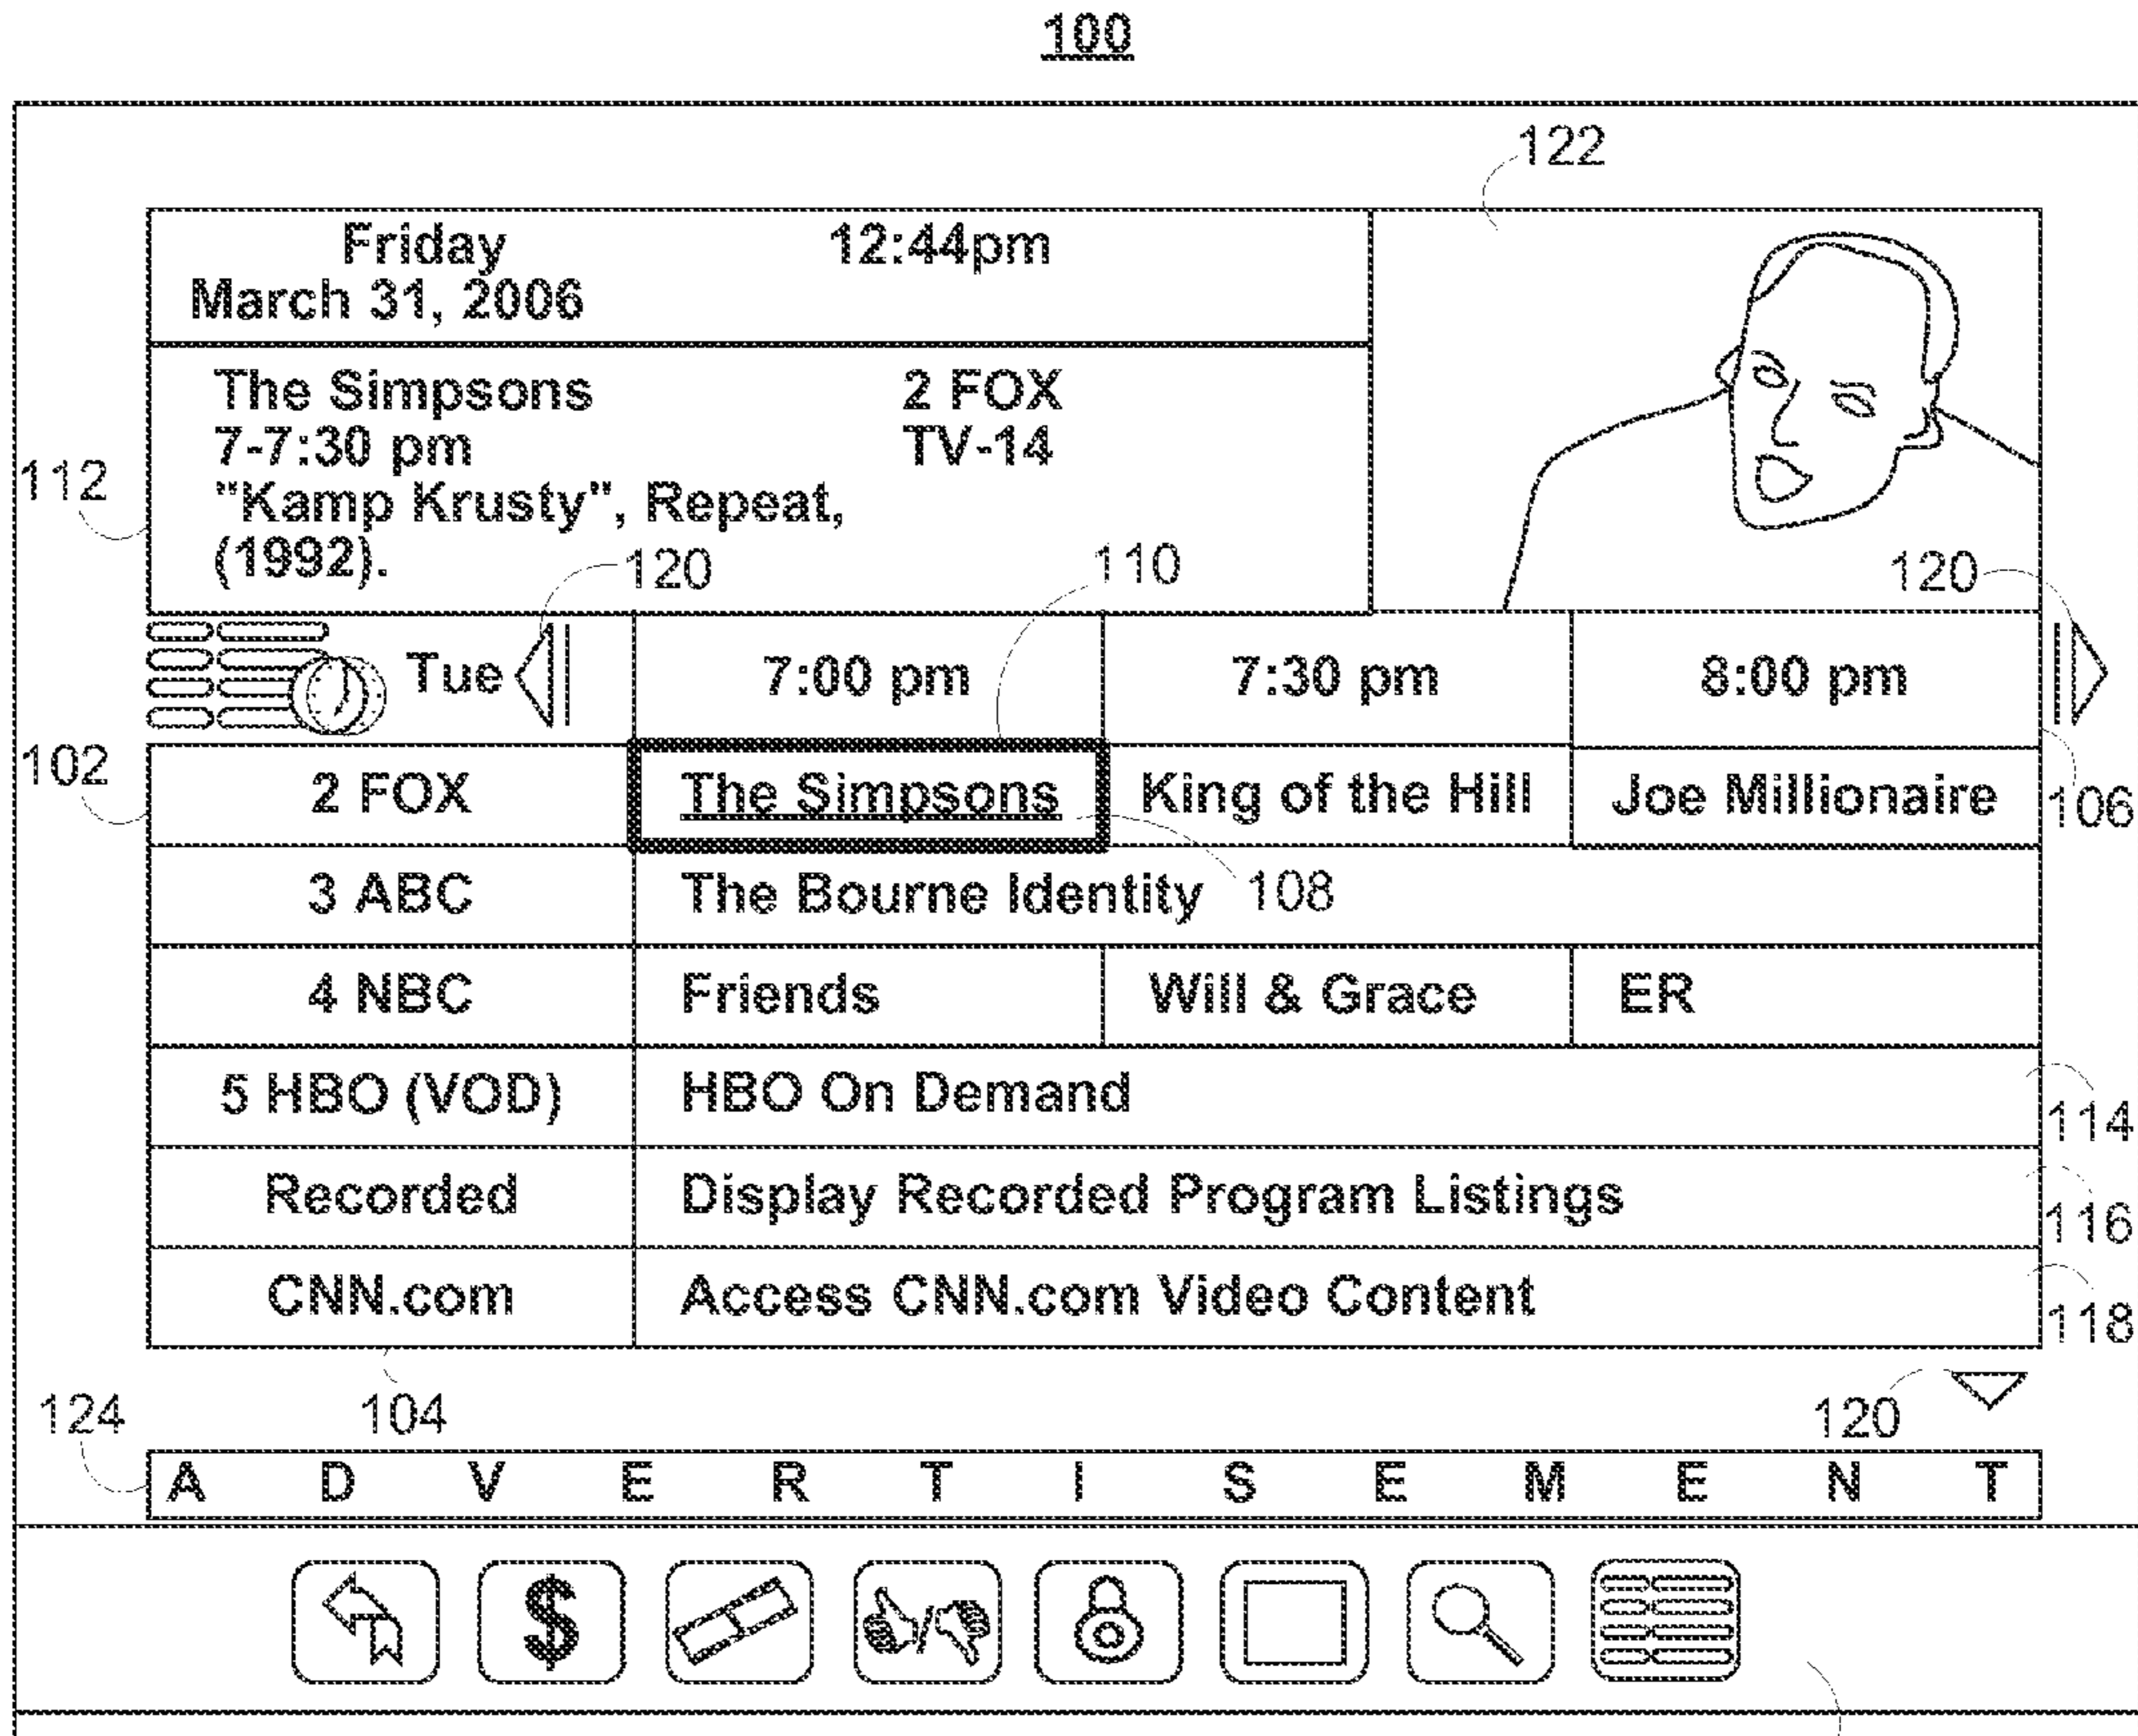 100
122
Friday 12:44pm
March 31, 2006
The Simpsons 2 FOX
7-7:30 pm TV-14
112
"Kamp Krusty", Repeat,
(1992).
120 110 120
Tue 7:00 pm 7:30 pm 8:00 pm
102
2 FOX The Simpsons King of the Hill Joe Millionaire
106
3 ABC The Bourne Identity 108
4 NBC Friends Will & Grace ER
5 HBO (VOD) HBO On Demand
114
Recorded Display Recorded Program Listings
116
CNN.com Access CNN.com Video Content
118
124 104 120
A D V E R T I S E M E N T
$